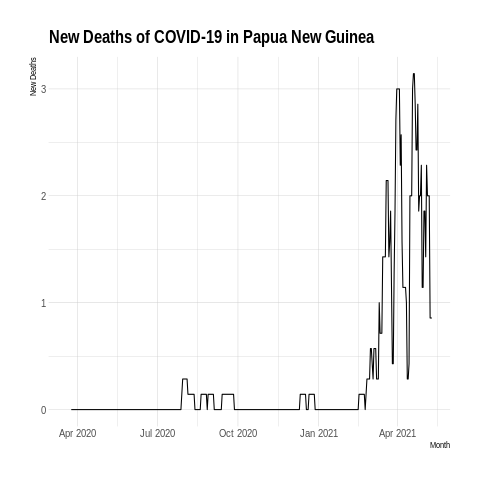 New Deaths of COVID-19 in Papua New Guinea
New Deaths
3
2
1
0
Apr 2020 Jul 2020 Oct 2020 Jan 2021 Apr 2021
Month